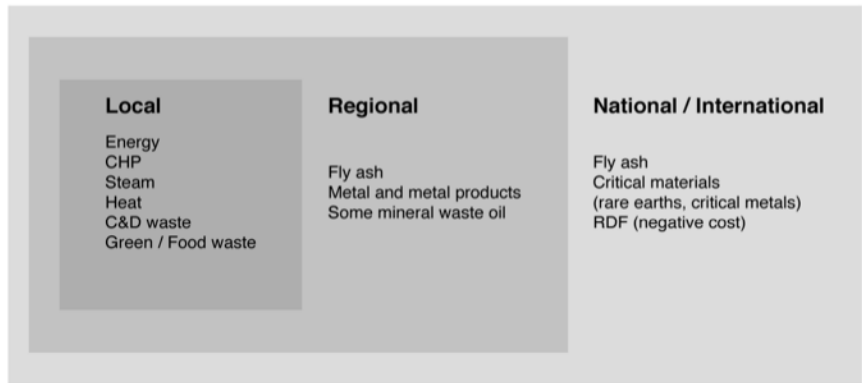 Local
Energy
CHP
Steam
Heat
C&D waste
Green / Food waste
Regional
Fly ash
Metal and metal products
Some mineral waste oil
National / International
Fly ash
Critical materials
(rare earths, critical metals)
RDF (negative cost)